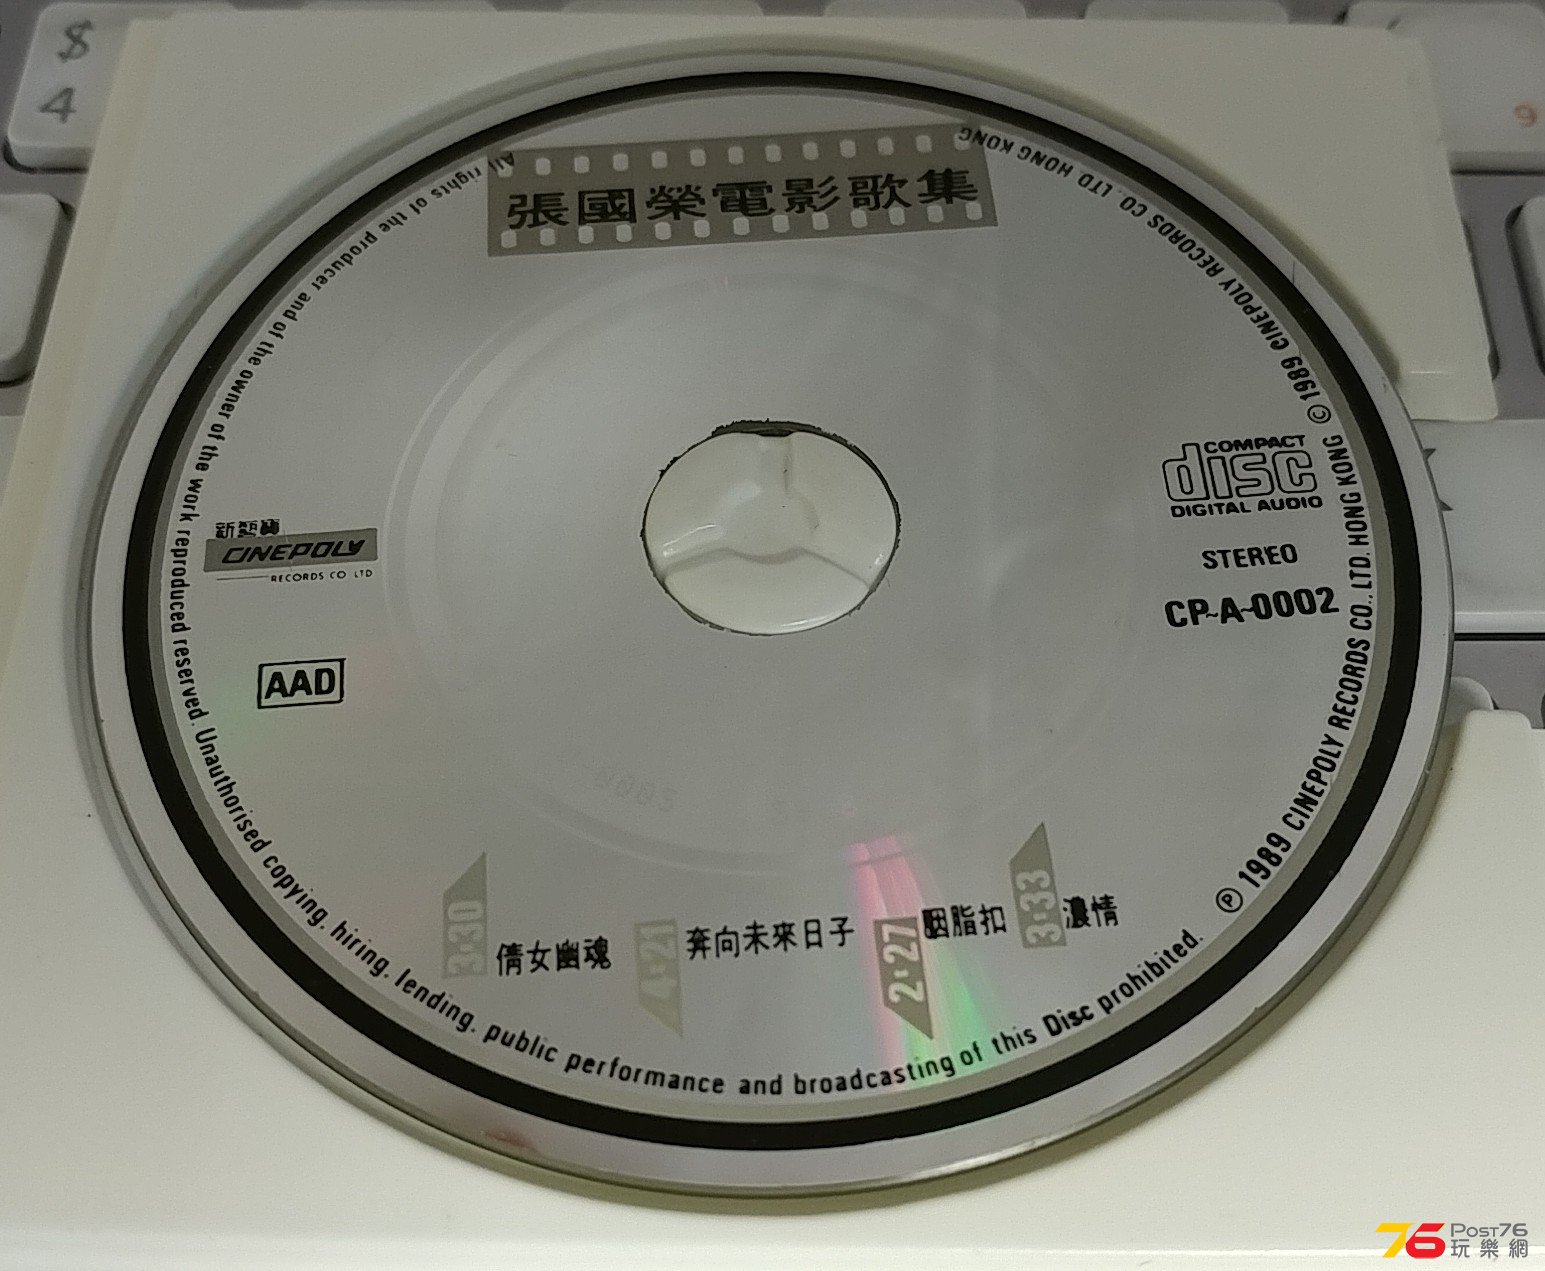 $
4
9
張國榮電影歌集
All rights of the producer and of the owner of the work reproduced reserved. Unauthorised copying, hiring, lending, public performance and broadcasting of this Disc prohibited.
Ⓟ 1989 CINEPOLY RECORDS CO., LTD. HONG KONG
© 1989 CINEPOLY RECORDS CO., LTD HONG KONG
新藝寶
CINEPOLY
RECORDS CO LTD
AAD
COMPACT
disc
DIGITAL AUDIO
STEREO
CP-A-0002
3:30 倩女幽魂
4:21 奔向未來日子
2:27 胭脂扣
3:33 濃情
76 POST76
玩樂網